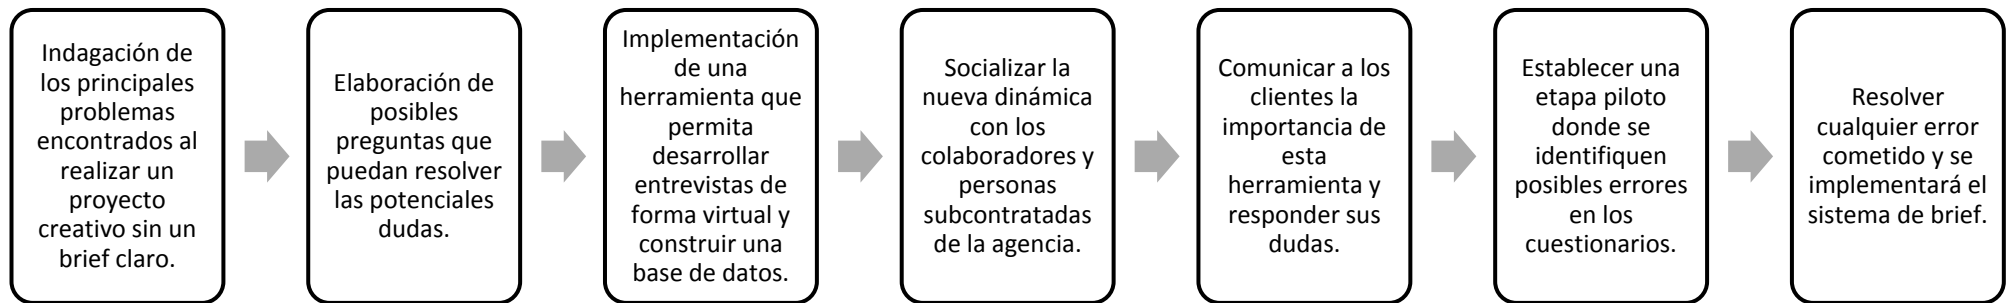 Indagación de
los principales
problemas
encontrados al
realizar un
proyecto
creativo sin un
brief claro.
Elaboración de
posibles
preguntas que
puedan resolver
las potenciales
dudas.
Implementación
de una
herramienta que
permita
desarrollar
entrevistas de
forma virtual y
construir una
base de datos.
Socializar la
nueva dinámica
con los
colaboradores y
personas
subcontratadas
de la agencia.
Comunicar a los
clientes la
importancia de
esta
herramienta y
responder sus
dudas.
Establecer una
etapa piloto
donde se
identifiquen
posibles errores
en los
cuestionarios.
Resolver
cualquier error
cometido y se
implementará el
sistema de brief.